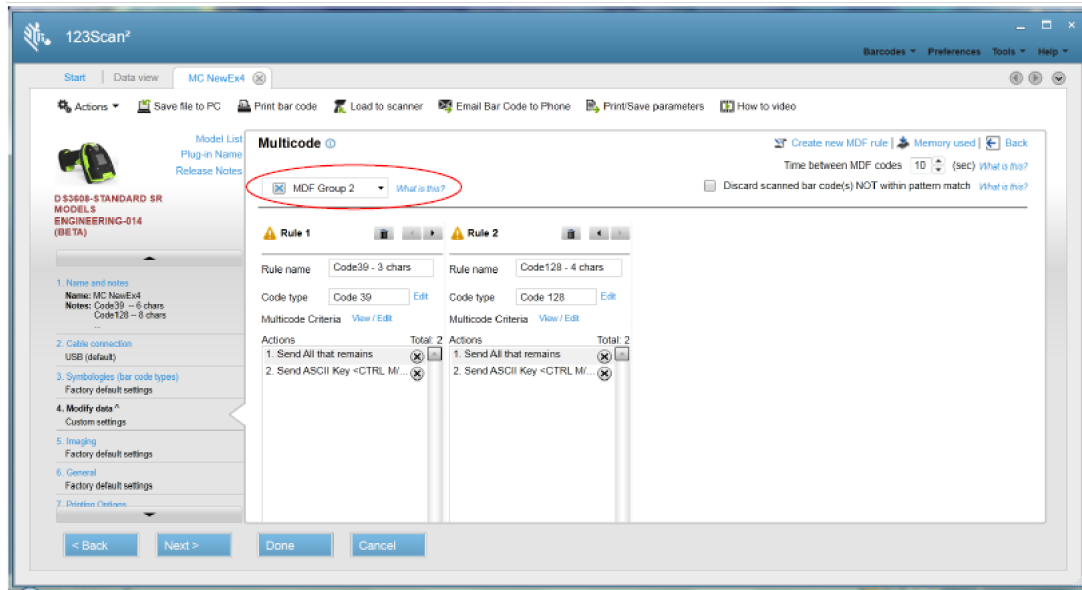 123Scan²
Barcodes Preferences Tools Help
Start | Data view MC NewEx4
Actions Save file to PC Print bar code Load to scanner Email Bar Code to Phone Print/Save parameters How to video
Model List
Plug-in Name
Release Notes
DS3608-STANDARD SR
MODELS
ENGINEERING-014
(BETA)
1. Name and notes
Name: MC NewEx4
Notes: Code39 -- 6 chars
Code128 -- 8 chars
...
2. Cable connection
USB (default)
3. Symbologies (bar code types)
Factory default settings
4. Modify data ^
Custom settings
5. Imaging
Factory default settings
6. General
Factory default settings
7. Printing Options
Multicode
Create new MDF rule | Memory used | Back
Time between MDF codes 10 (sec) What is this?
MDF Group 2 What is this?
Discard scanned bar code(s) NOT within pattern match What is this?
Rule 1
Rule name Code39 - 3 chars
Code type Code 39 Edit
Multicode Criteria View / Edit
Actions Total: 2
1. Send All that remains
2. Send ASCII Key <CTRL M/...
Rule 2
Rule name Code128 - 4 chars
Code type Code 128 Edit
Multicode Criteria View / Edit
Actions Total: 2
1. Send All that remains
2. Send ASCII Key <CTRL M/...
< Back Next > Done Cancel